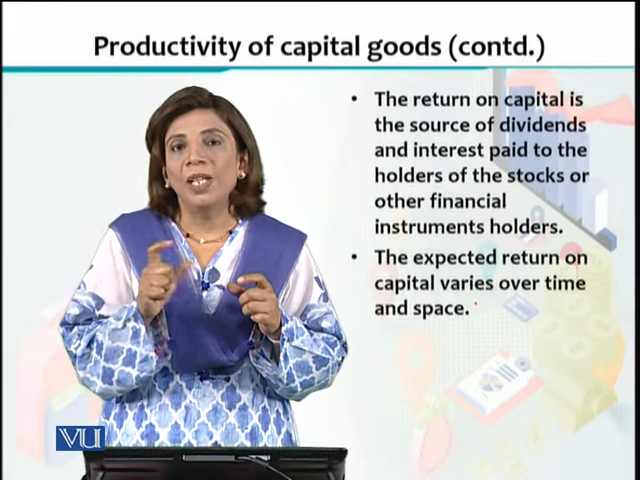 Productivity of capital goods (contd.)
• The return on capital is
the source of dividends
and interest paid to the
holders of the stocks or
other financial
instruments holders.
• The expected return on
capital varies over time
and space.
VU